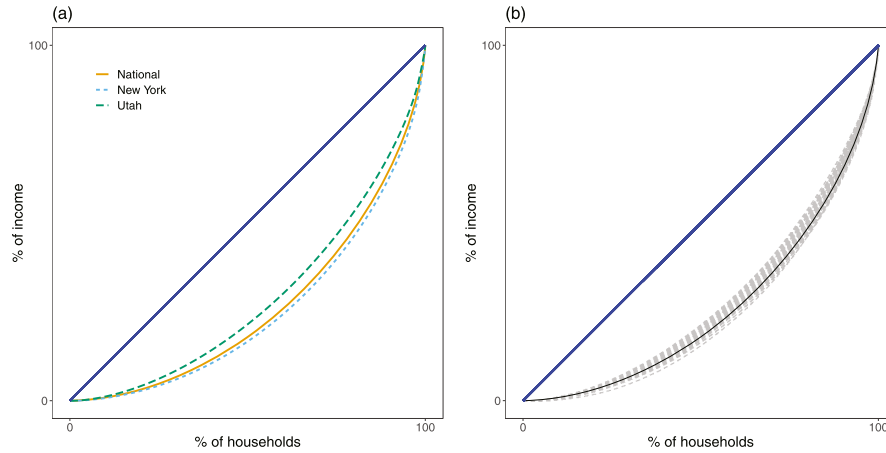 (a)
100
National
New York
Utah
% of income
0
0
100
% of households
(b)
100
% of income
0
0
100
% of households